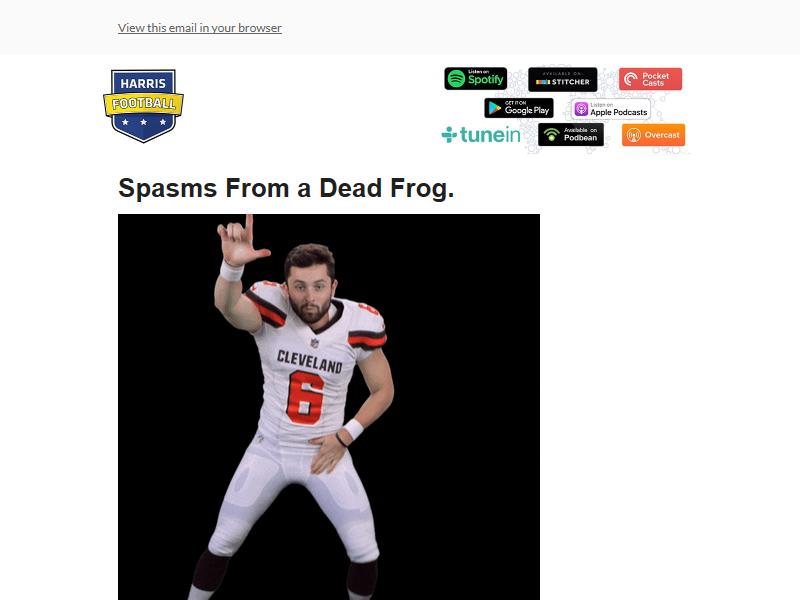 View this email in your browser
HARRIS
FOOTBALL
Listen on
Spotify
AVAILABLE ON
STITCHER
Pocket
Casts
GET IT ON
Google Play
Listen on
Apple Podcasts
tunein
Available on
Podbean
Overcast
Spasms From a Dead Frog.
CLEVELAND
6